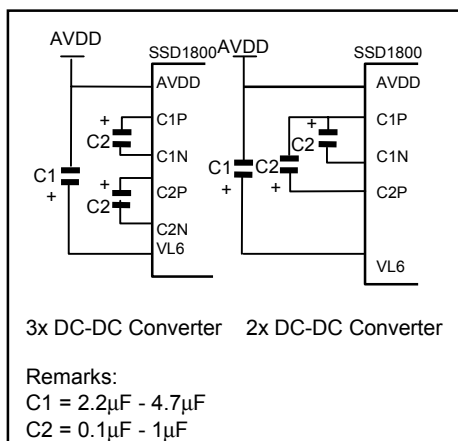 AVDD
SSD1800
AVDD
+
C1P
C2
C1N
+
C2P
C2
C2N
VL6
C1
+
AVDD
SSD1800
AVDD
+
C1P
C2
C1N
C1
C2
+
+
C2P
VL6
3x DC-DC Converter
2x DC-DC Converter
Remarks:
C1 = 2.2μF - 4.7μF
C2 = 0.1μF - 1μF